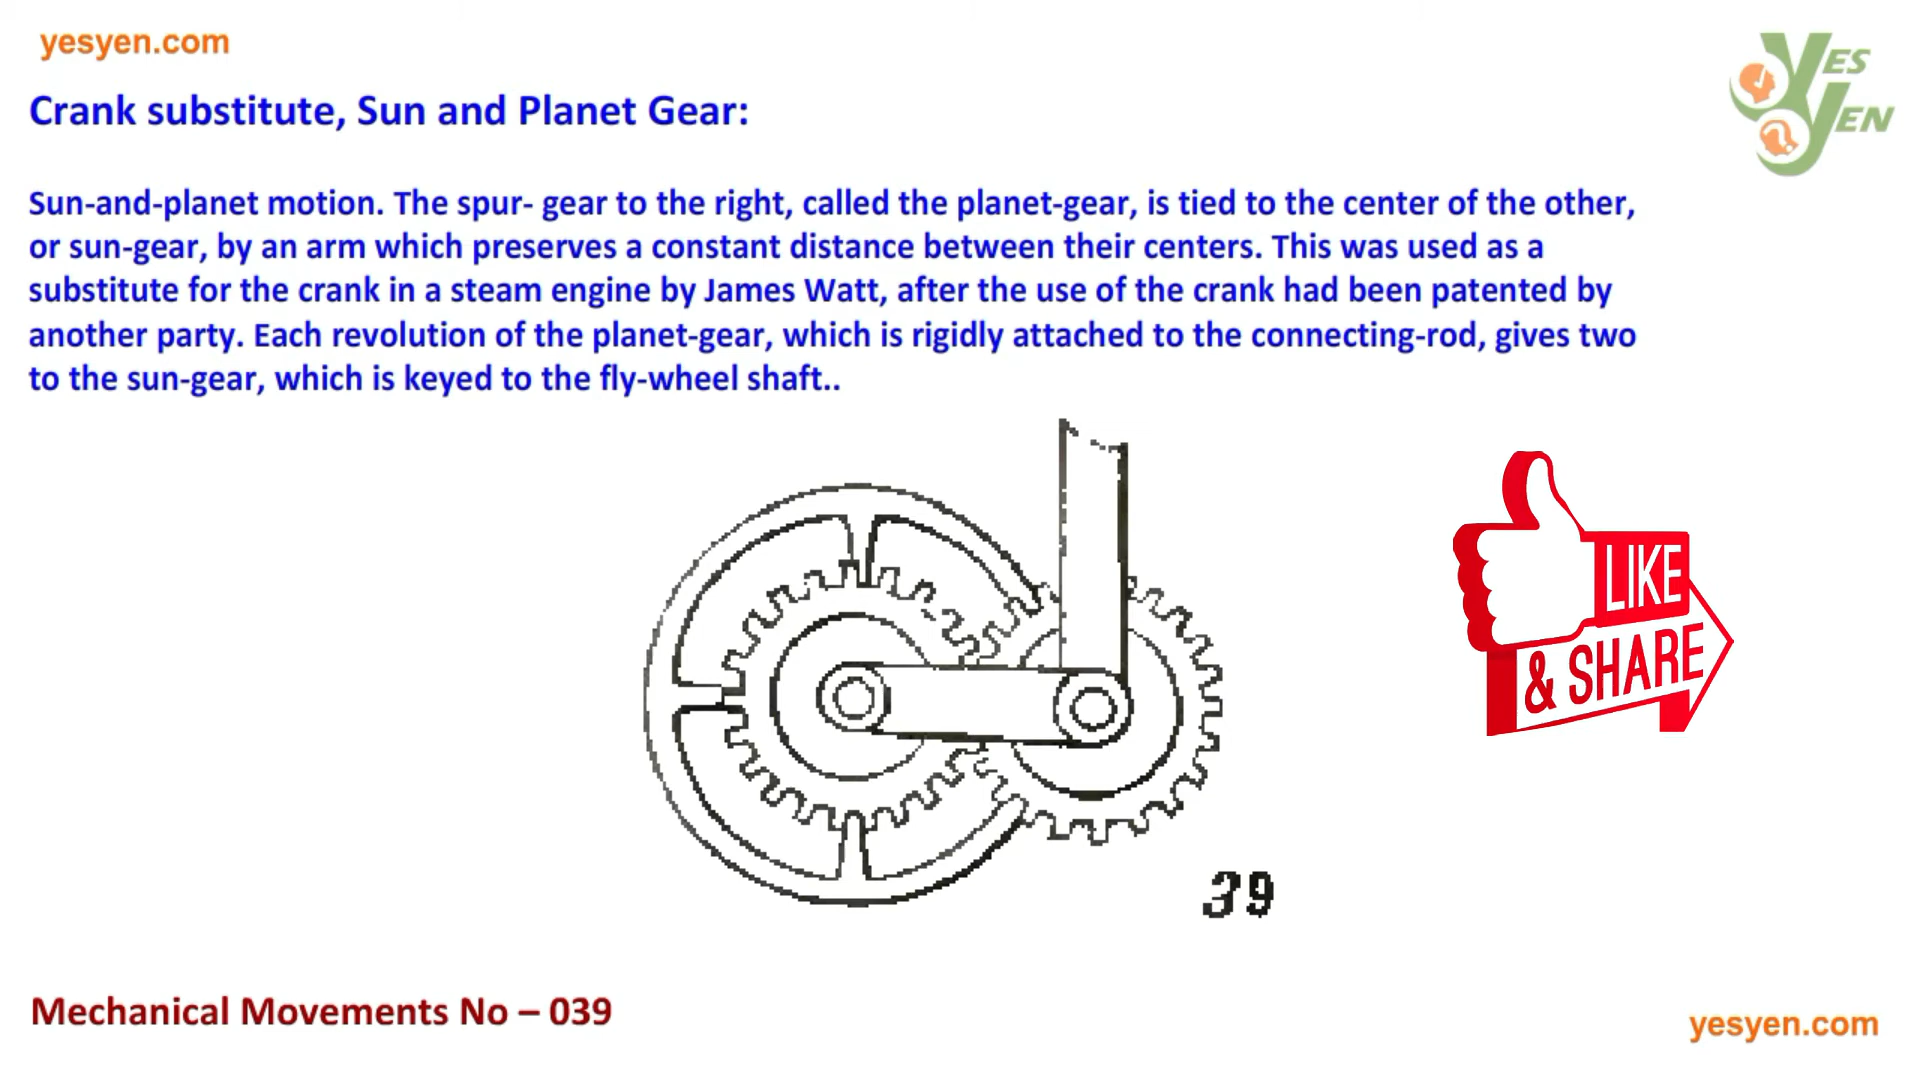 yesyen.com
YES
YEN
Crank substitute, Sun and Planet Gear:
Sun-and-planet motion. The spur- gear to the right, called the planet-gear, is tied to the center of the other,
or sun-gear, by an arm which preserves a constant distance between their centers. This was used as a
substitute for the crank in a steam engine by James Watt, after the use of the crank had been patented by
another party. Each revolution of the planet-gear, which is rigidly attached to the connecting-rod, gives two
to the sun-gear, which is keyed to the fly-wheel shaft..
LIKE
& SHARE
39
Mechanical Movements No – 039
yesyen.com